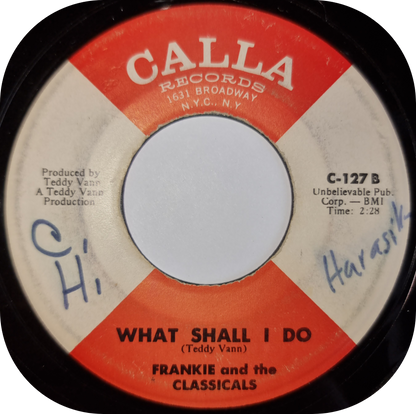 CALLA
RECORDS
1631 BROADWAY
N.Y.C., N.Y.
Produced by
Teddy Vann
A Teddy Vann
Production
C-127 B
Unbelievable Pub.
Corp. — BMI
Time: 2:28
C,
H,
Harasik
WHAT SHALL I DO
(Teddy Vann)
FRANKIE and the
CLASSICALS